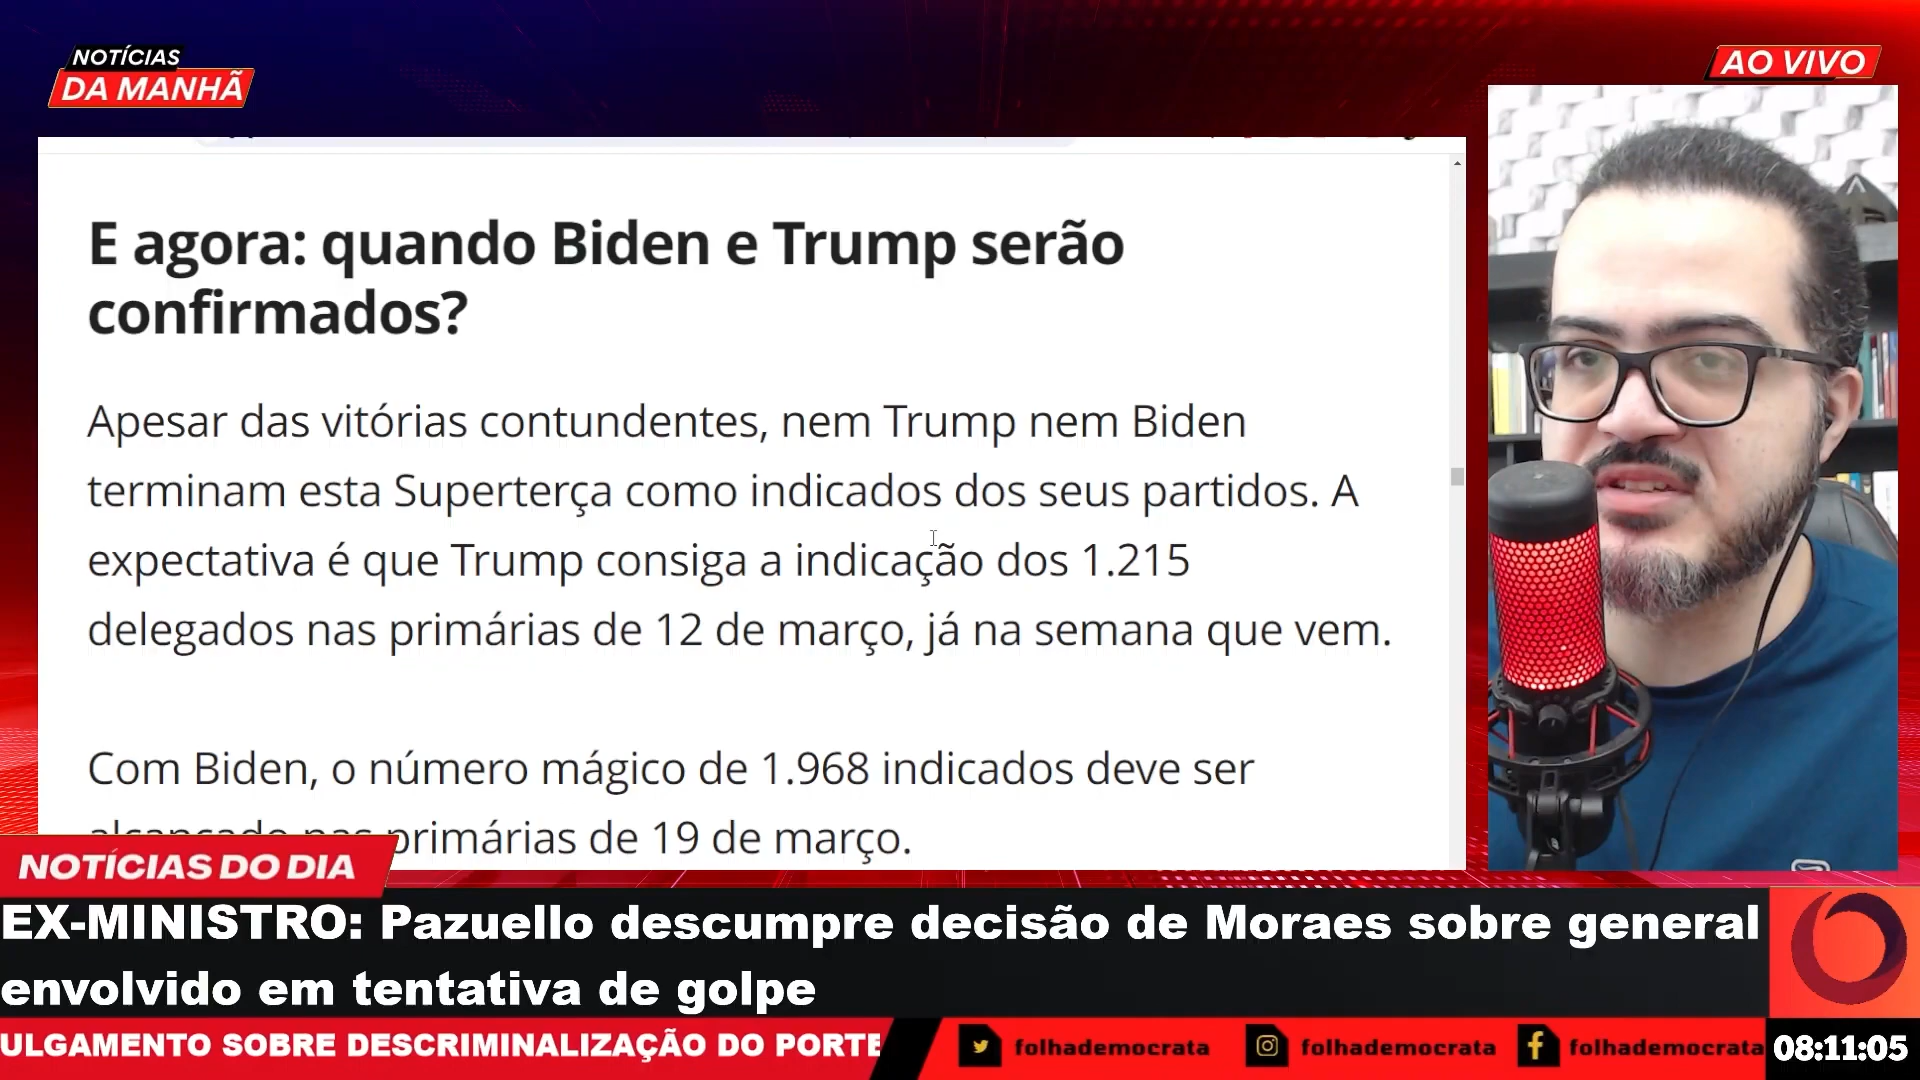 NOTÍCIAS
DA MANHÃ
AO VIVO
E agora: quando Biden e Trump serão
confirmados?
Apesar das vitórias contundentes, nem Trump nem Biden
terminam esta Superterça como indicados dos seus partidos. A
expectativa é que Trump consiga a indicação dos 1.215
delegados nas primárias de 12 de março, já na semana que vem.
Com Biden, o número mágico de 1.968 indicados deve ser
alcançado nas primárias de 19 de março.
NOTÍCIAS DO DIA
EX-MINISTRO: Pazuello descumpre decisão de Moraes sobre general
envolvido em tentativa de golpe
ULGAMENTO SOBRE DESCRIMINALIZAÇÃO DO PORTE
folhademocrata
folhademocrata
folhademocrata
08:11:05